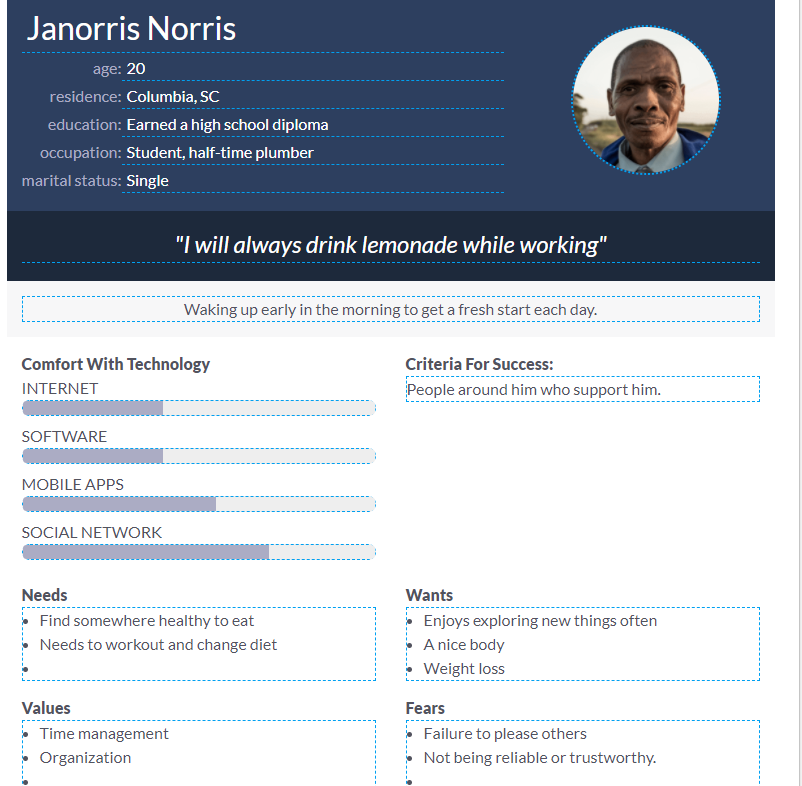 Janorris Norris
age: 20
residence: Columbia, SC
education: Earned a high school diploma
occupation: Student, half-time plumber
marital status: Single
"I will always drink lemonade while working"
Waking up early in the morning to get a fresh start each day.
Comfort With Technology
INTERNET
SOFTWARE
MOBILE APPS
SOCIAL NETWORK
Criteria For Success:
People around him who support him.
Needs
Find somewhere healthy to eat
Needs to workout and change diet
Wants
Enjoys exploring new things often
A nice body
Weight loss
Values
Time management
Organization
Fears
Failure to please others
Not being reliable or trustworthy.